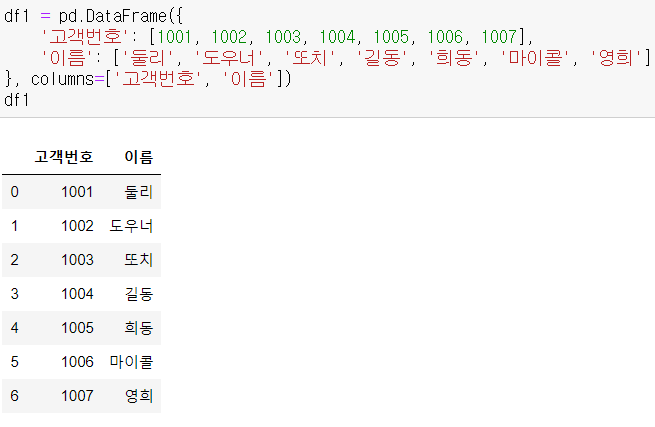 df1 = pd.DataFrame({
    '고객번호': [1001, 1002, 1003, 1004, 1005, 1006, 1007],
    '이름': ['둘리', '도우너', '또치', '길동', '희동', '마이콜', '영희']
}, columns=['고객번호', '이름'])
df1
고객번호 이름
0 1001 둘리
1 1002 도우너
2 1003 또치
3 1004 길동
4 1005 희동
5 1006 마이콜
6 1007 영희